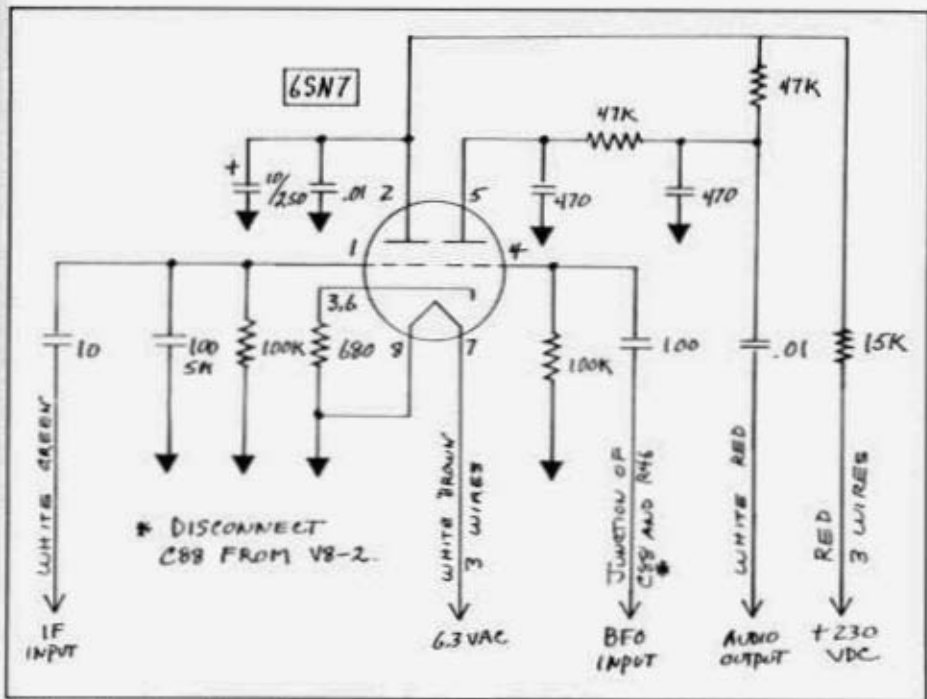 6SN7
47K
47K
+
10/250
.01
2
5
470
470
1
4
3,6
10
100
5M
100K
680
8
7
100K
100
.01
15K
WHITE GREEN
WHITE BROWN
3 WIRES
JUNCTION OF
C88 AND R46
*
WHITE RED
RED
3 WIRES
* DISCONNECT
C88 FROM V8-2.
IF
INPUT
6.3 VAC
BFO
INPUT
AUDIO
OUTPUT
+230
VDC